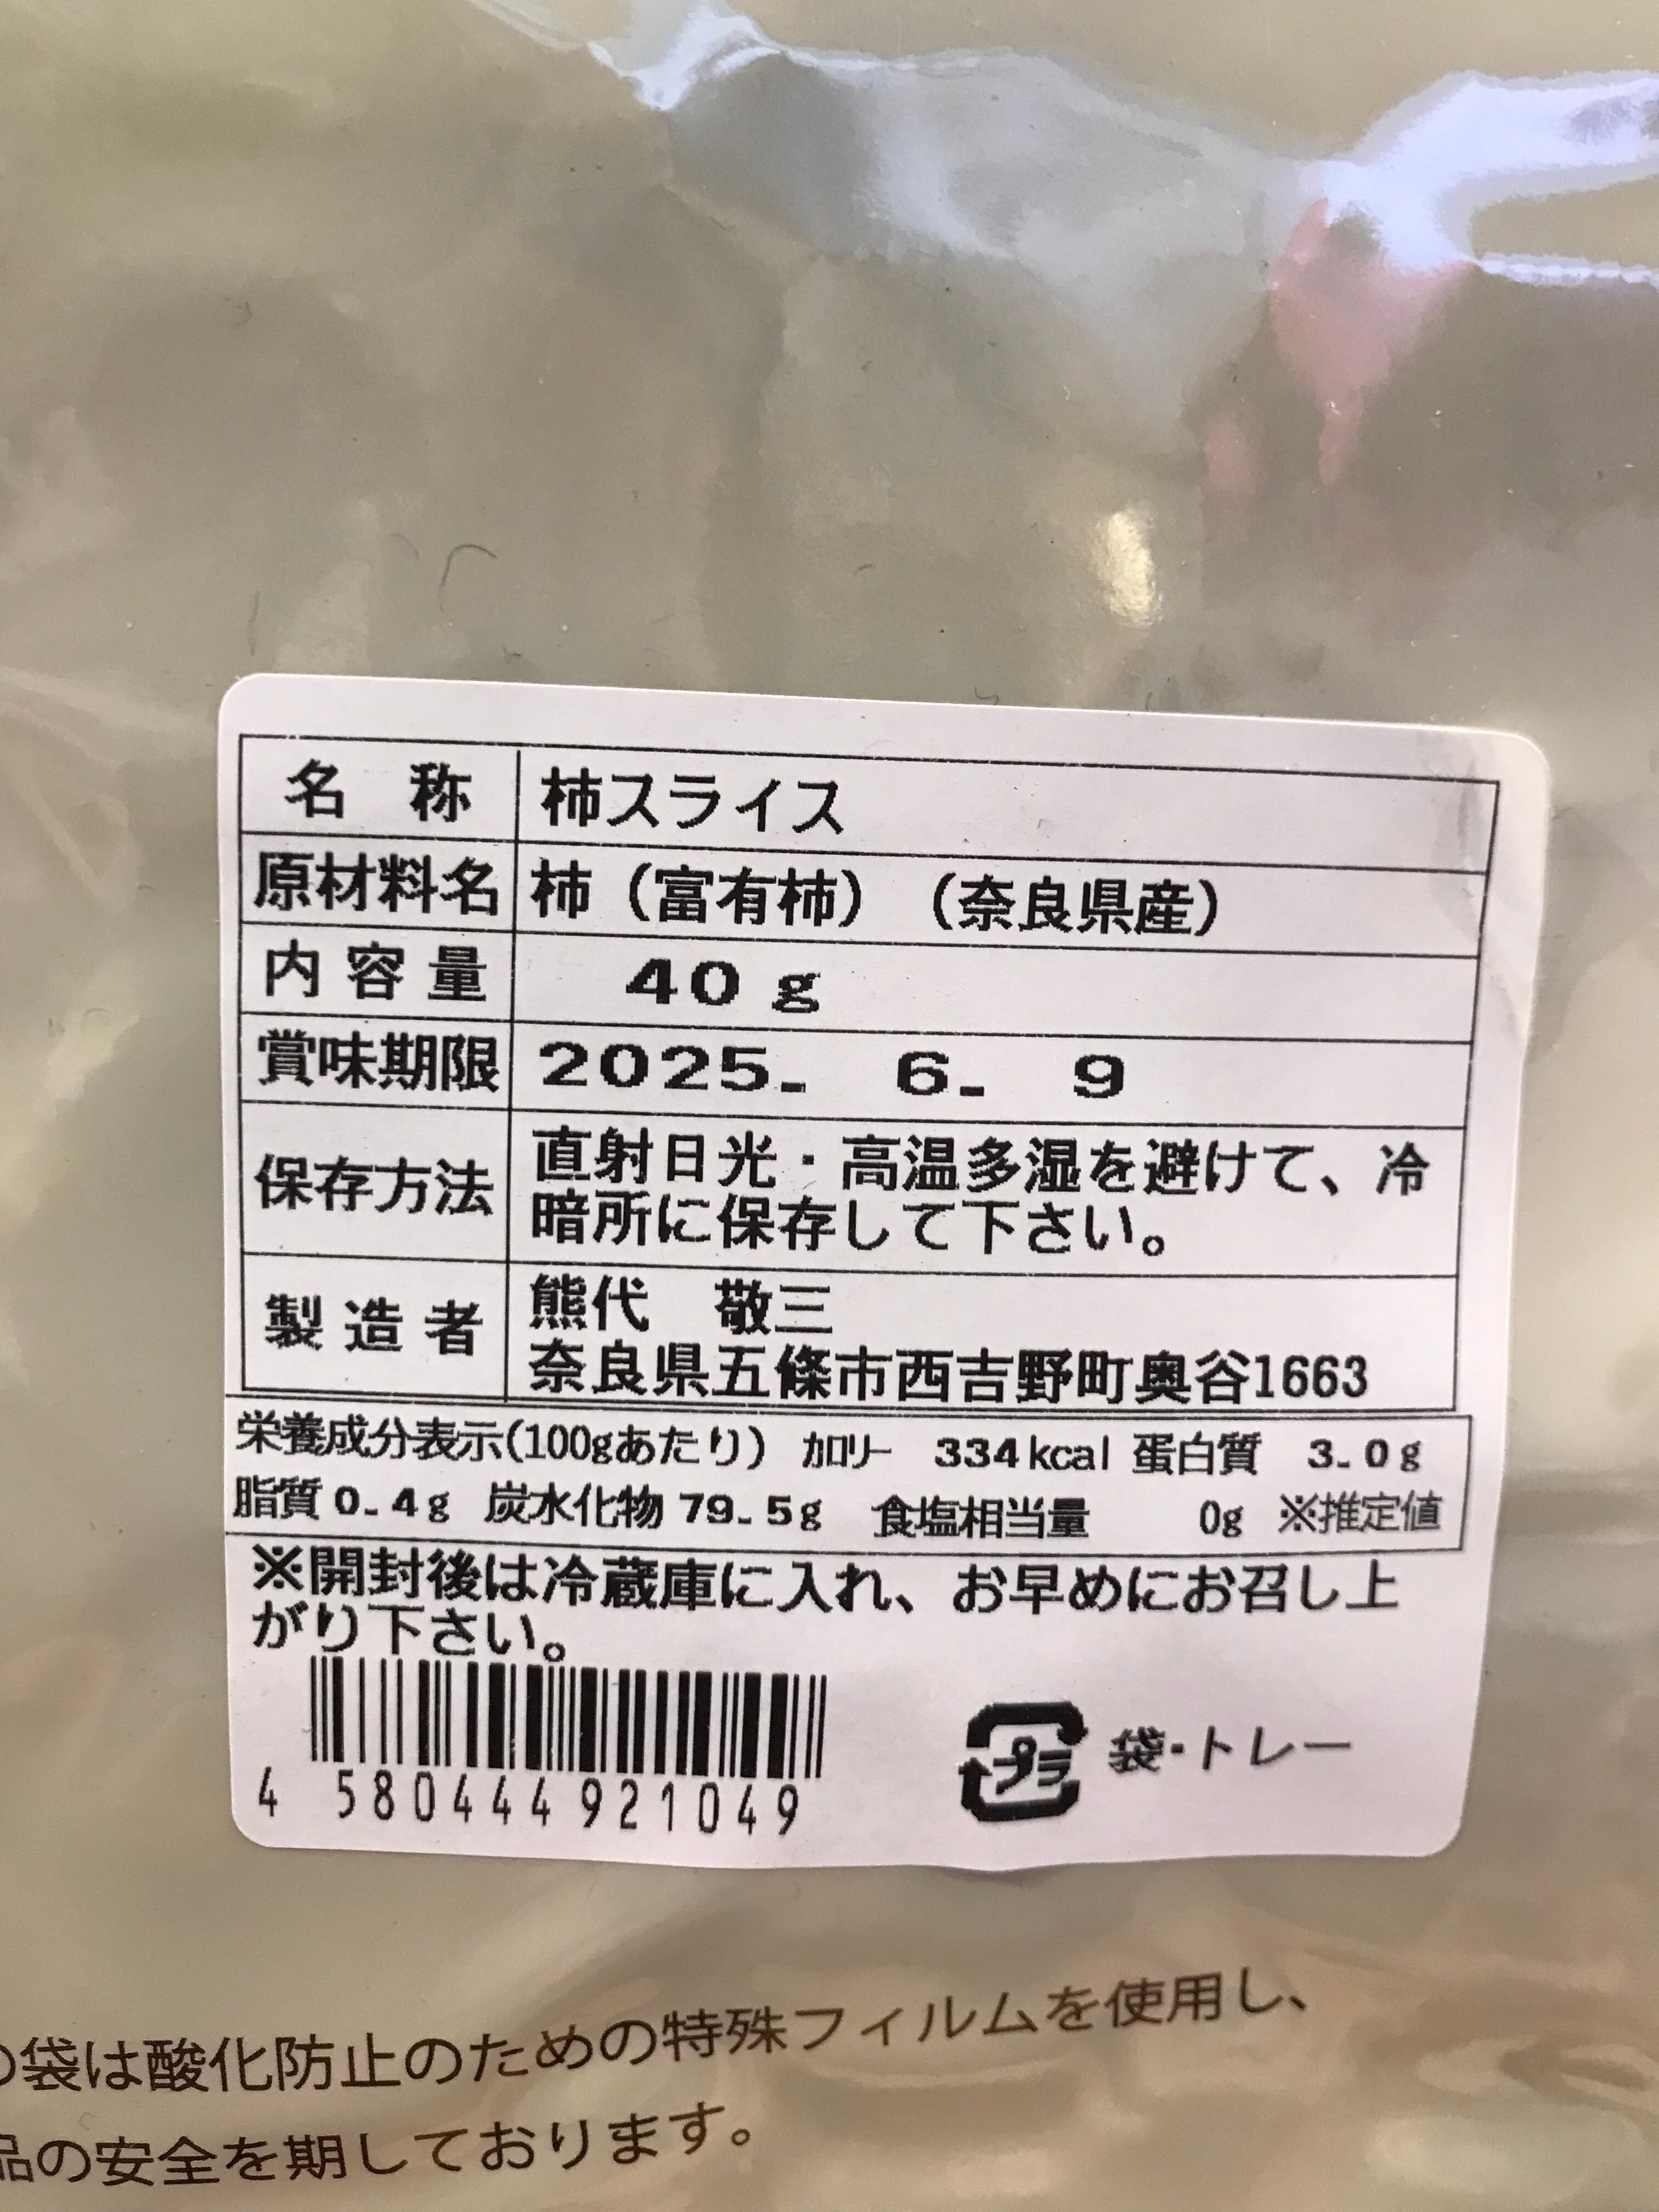 名 称 柿スライス
原材料名 柿（富有柿）（奈良県産）
内容量 40g
賞味期限 2025. 6. 9
保存方法 直射日光・高温多湿を避けて、冷
暗所に保存して下さい。
製造者 熊代 敬三
奈良県五條市西吉野町奥谷1663
栄養成分表示(100gあたり) カロリー 334kcal 蛋白質 3.0g
脂質 0.4g 炭水化物 79.5g 食塩相当量 0g ※推定値
※開封後は冷蔵庫に入れ、お早めにお召し上
がり下さい。
4 580444 921049
プラ 袋・トレー
の袋は酸化防止のための特殊フィルムを使用し、
品の安全を期しております。